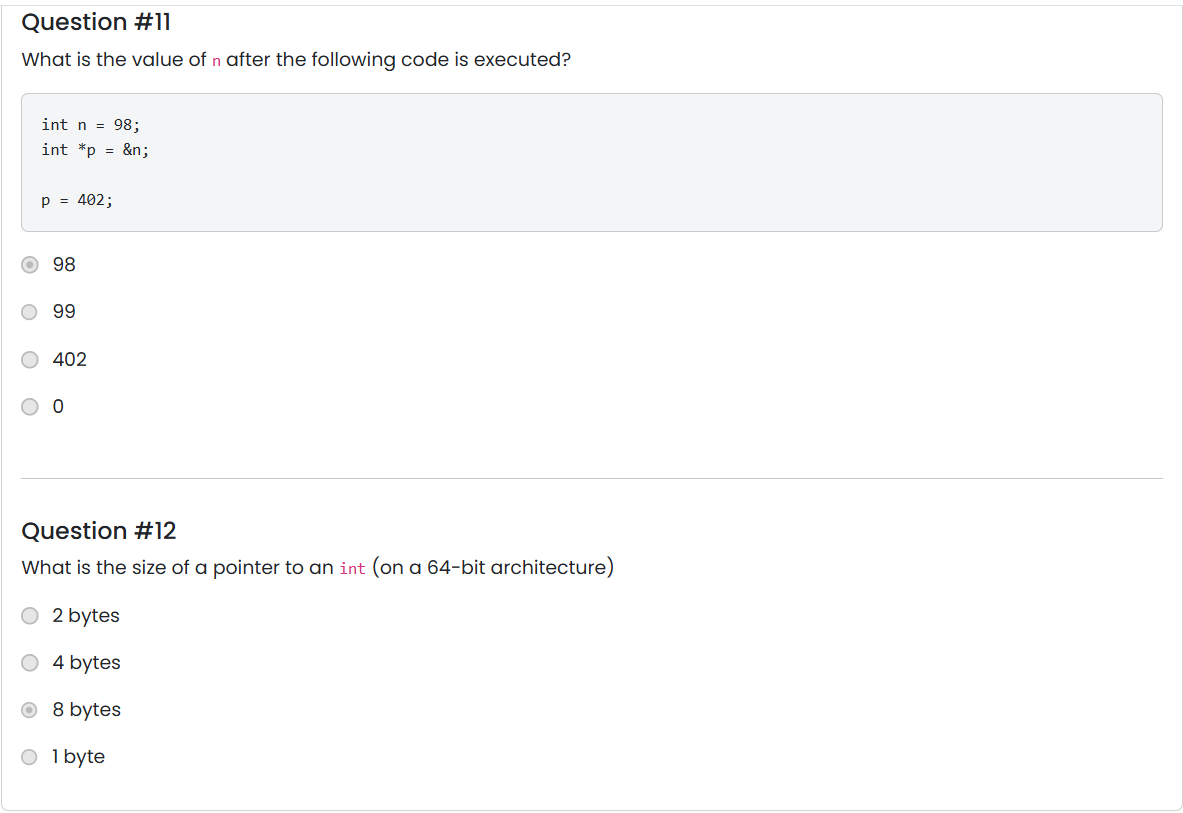 Question #11
What is the value of n after the following code is executed?
int n = 98;
int *p = &n;
p = 402;
98
99
402
0
Question #12
What is the size of a pointer to an int (on a 64-bit architecture)
2 bytes
4 bytes
8 bytes
1 byte